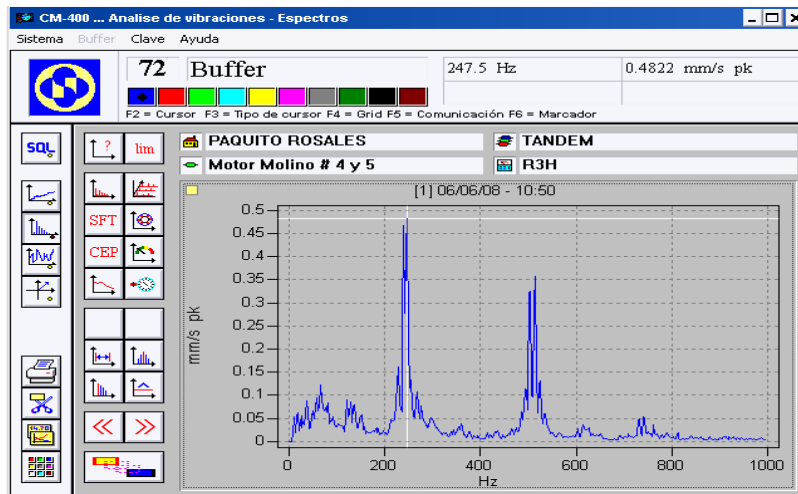 CM-400 ... Analise de vibraciones - Espectros
Sistema Buffer Clave Ayuda
72 Buffer 247.5 Hz 0.4822 mm/s pk
F2 = Cursor F3 = Tipo de cursor F4 = Grid F5 = Comunicación F6 = Marcador
SQL ? lim PAQUITO ROSALES TANDEM
Motor Molino # 4 y 5 R3H
[1] 06/06/08 - 10:50
SFT
CEP
0.5
0.45
0.4
0.35
0.3
0.25
0.2
0.15
0.1
0.05
0
mm/s pk
0 200 400 600 800 1000
Hz
14.70
<< >>